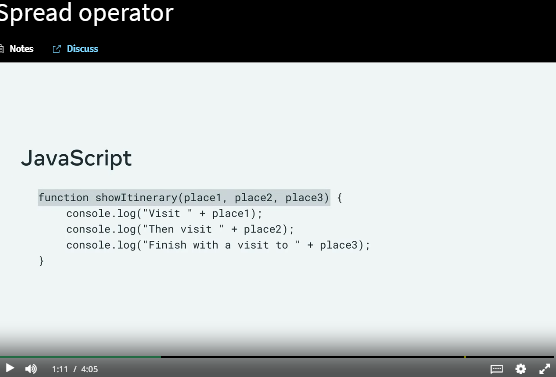 Spread operator
Notes Discuss
JavaScript
function showItinerary(place1, place2, place3) {
console.log("Visit " + place1);
console.log("Then visit " + place2);
console.log("Finish with a visit to " + place3);
}
1:11 / 4:05